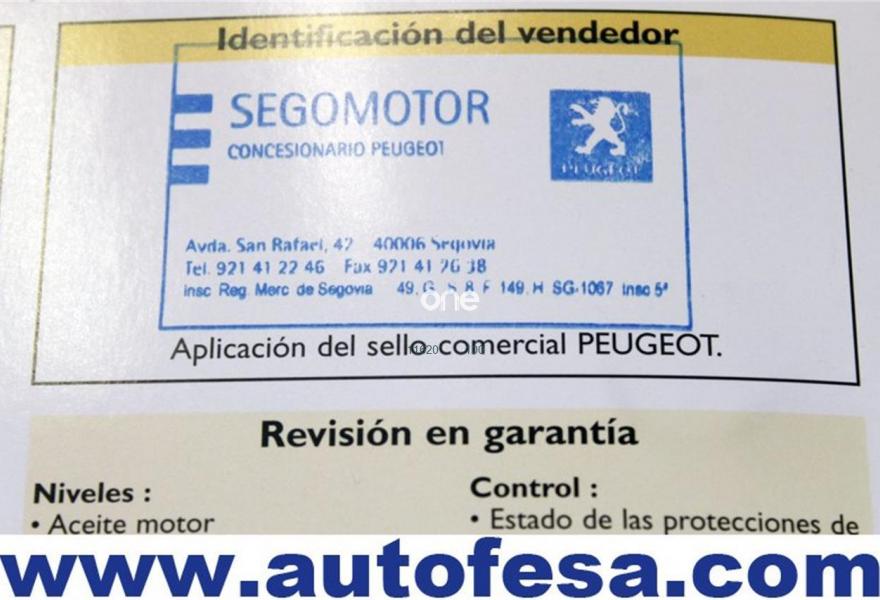 Identificación del vendedor
SEGOMOTOR
CONCESIONARIO PEUGEOT
PEUGEOT
Avda. San Rafael, 42 40006 Segovia
Tel. 921 41 22 46 Fax 921 41 26 38
Insc Reg. Merc de Segovia 49, G S. 8 F 149, H SG-1067 Insc 5ª
one
Aplicación del sello comercial PEUGEOT.
Revisión en garantía
Niveles :
• Aceite motor
Control :
• Estado de las protecciones de
www.autofesa.com